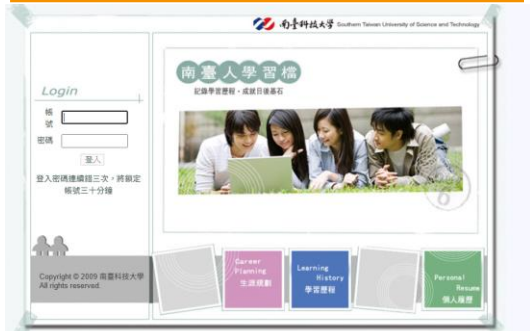 南臺科技大學 Southern Taiwan University of Science and Technology
南臺人學習檔
紀錄學習歷程，成就日後基石
Login
帳
號
密碼
登入
登入密碼連續錯三次，將鎖定
帳號三十分鐘
Career
Planning
生涯規劃
Learning
History
學習歷程
Personal
Resume
個人履歷
Copyright © 2009 南臺科技大學
All rights reserved.